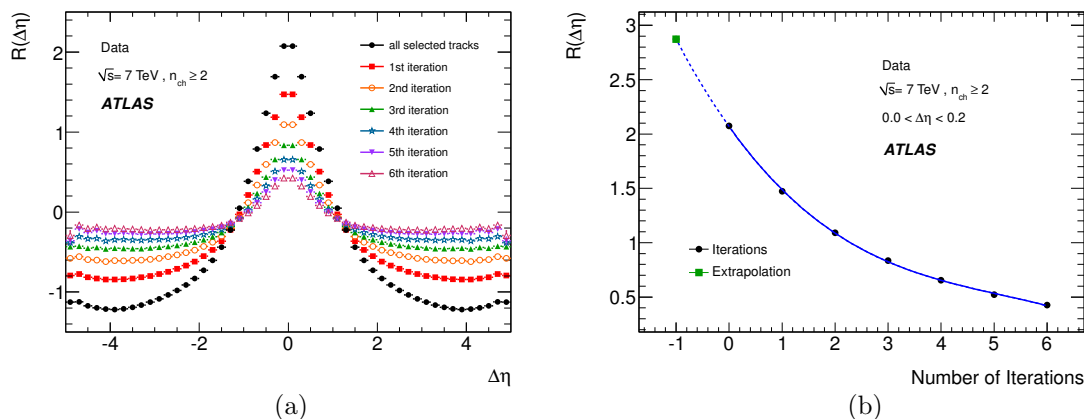 R(Δη)
2
1
0
-1
-4
-2
0
2
4
Δη
Data
√s= 7 TeV , n_ch ≥ 2
ATLAS
all selected tracks
1st iteration
2nd iteration
3rd iteration
4th iteration
5th iteration
6th iteration
(a)
R(Δη)
3
2.5
2
1.5
1
0.5
-1
0
1
2
3
4
5
6
Number of Iterations
Data
√s= 7 TeV , n_ch ≥ 2
0.0 < Δη < 0.2
ATLAS
Iterations
Extrapolation
(b)